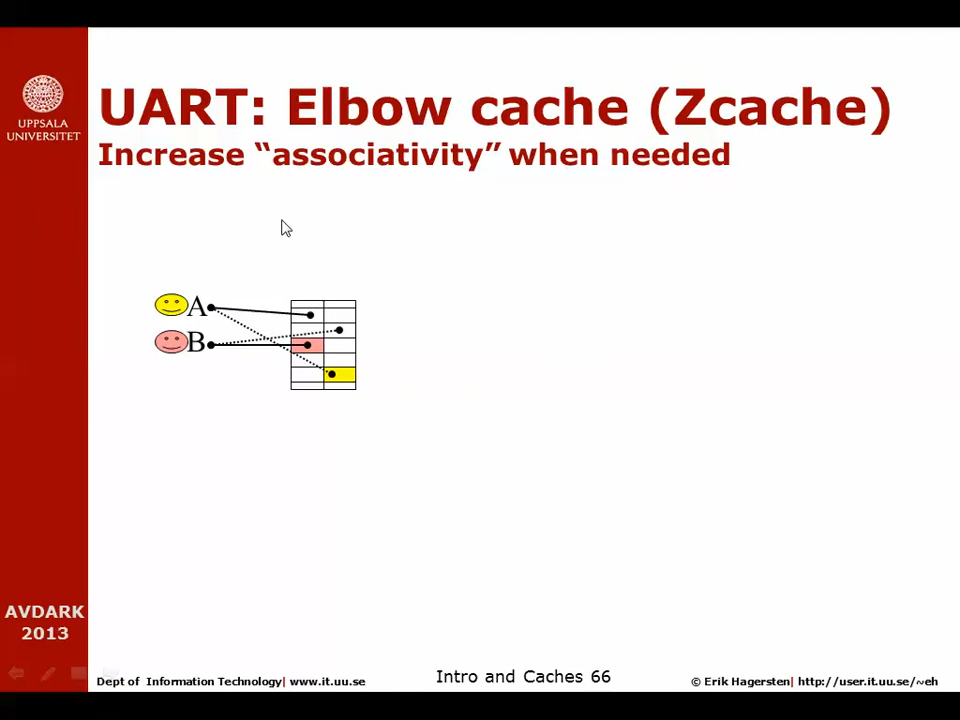 UPPSALA
UNIVERSITET
UART: Elbow cache (Zcache)
Increase “associativity” when needed
A
B
AVDARK
2013
Dept of Information Technology| www.it.uu.se
Intro and Caches 66
© Erik Hagersten| http://user.it.uu.se/~eh